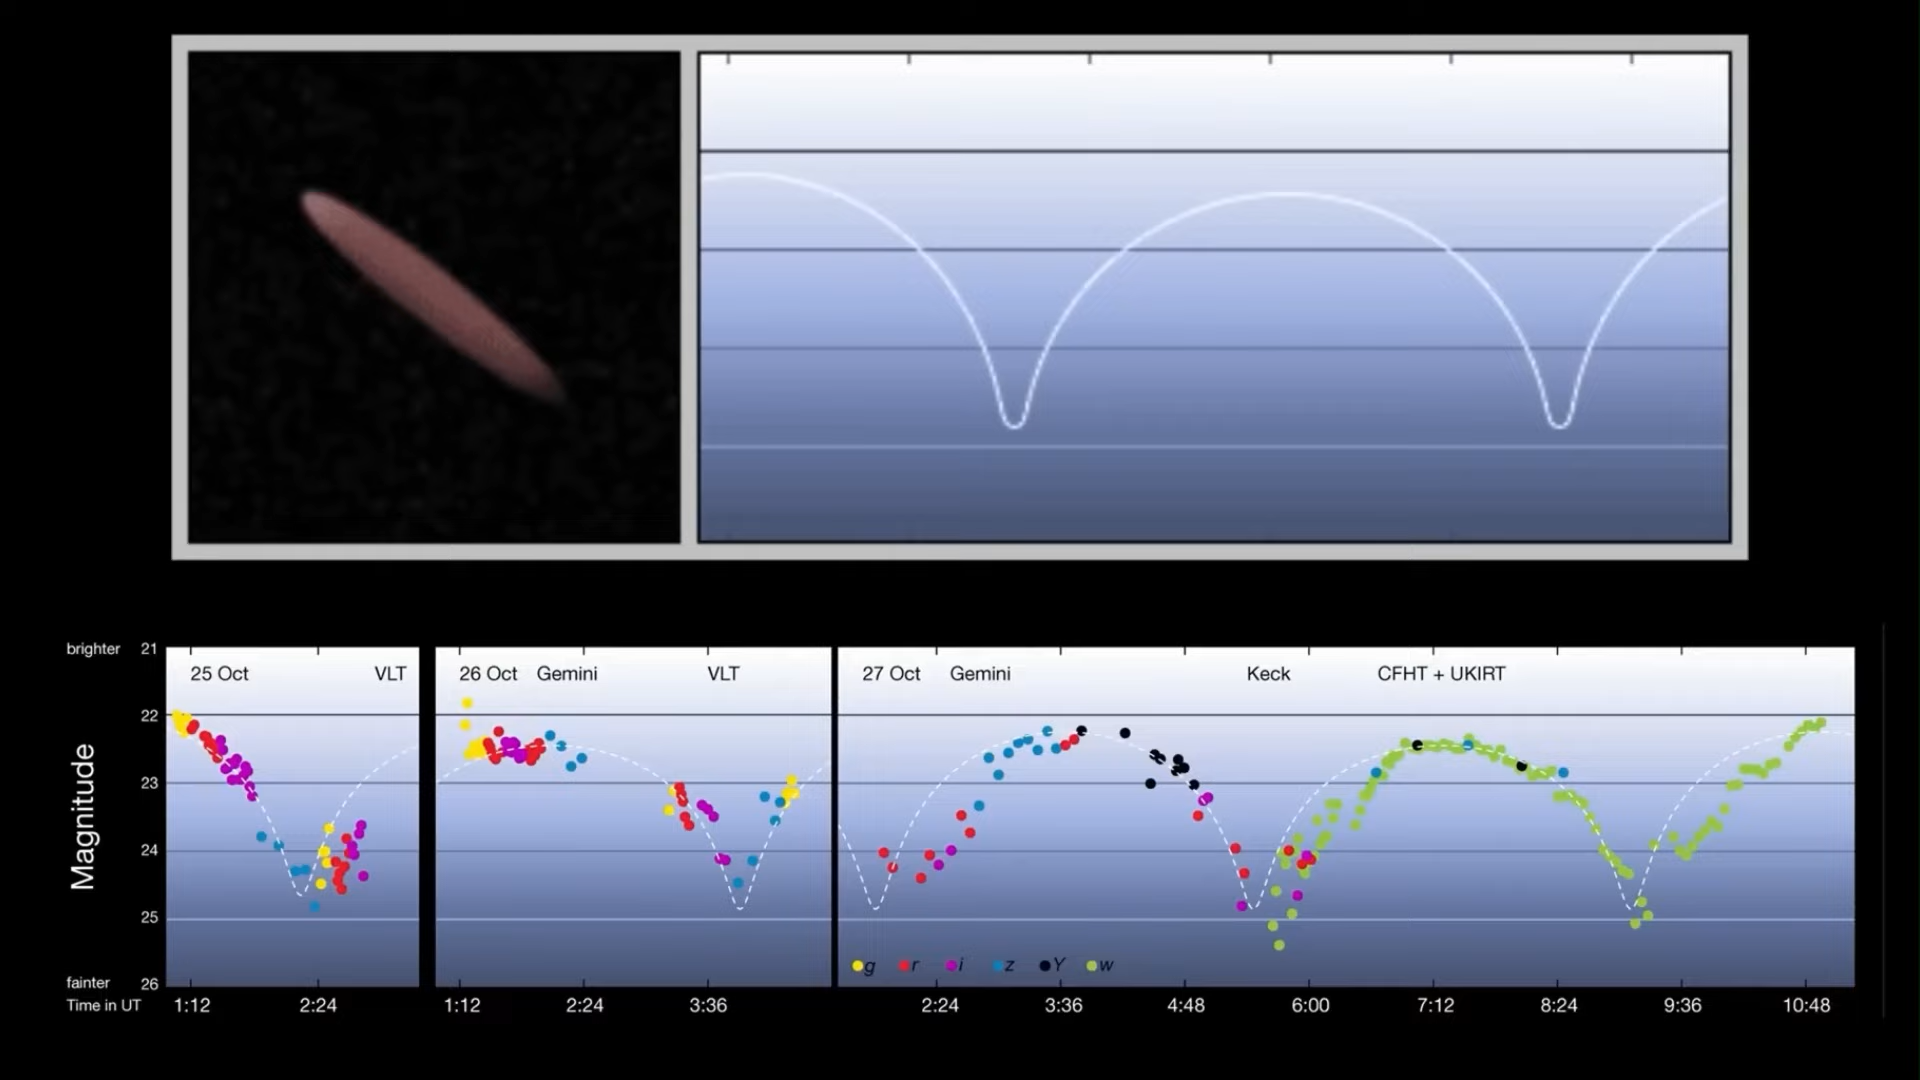 brighter 21
25 Oct VLT
26 Oct Gemini VLT
27 Oct Gemini Keck CFHT + UKIRT
22
Magnitude
23
24
25
g r i z Y w
fainter 26
Time in UT 1:12 2:24 1:12 2:24 3:36 2:24 3:36 4:48 6:00 7:12 8:24 9:36 10:48